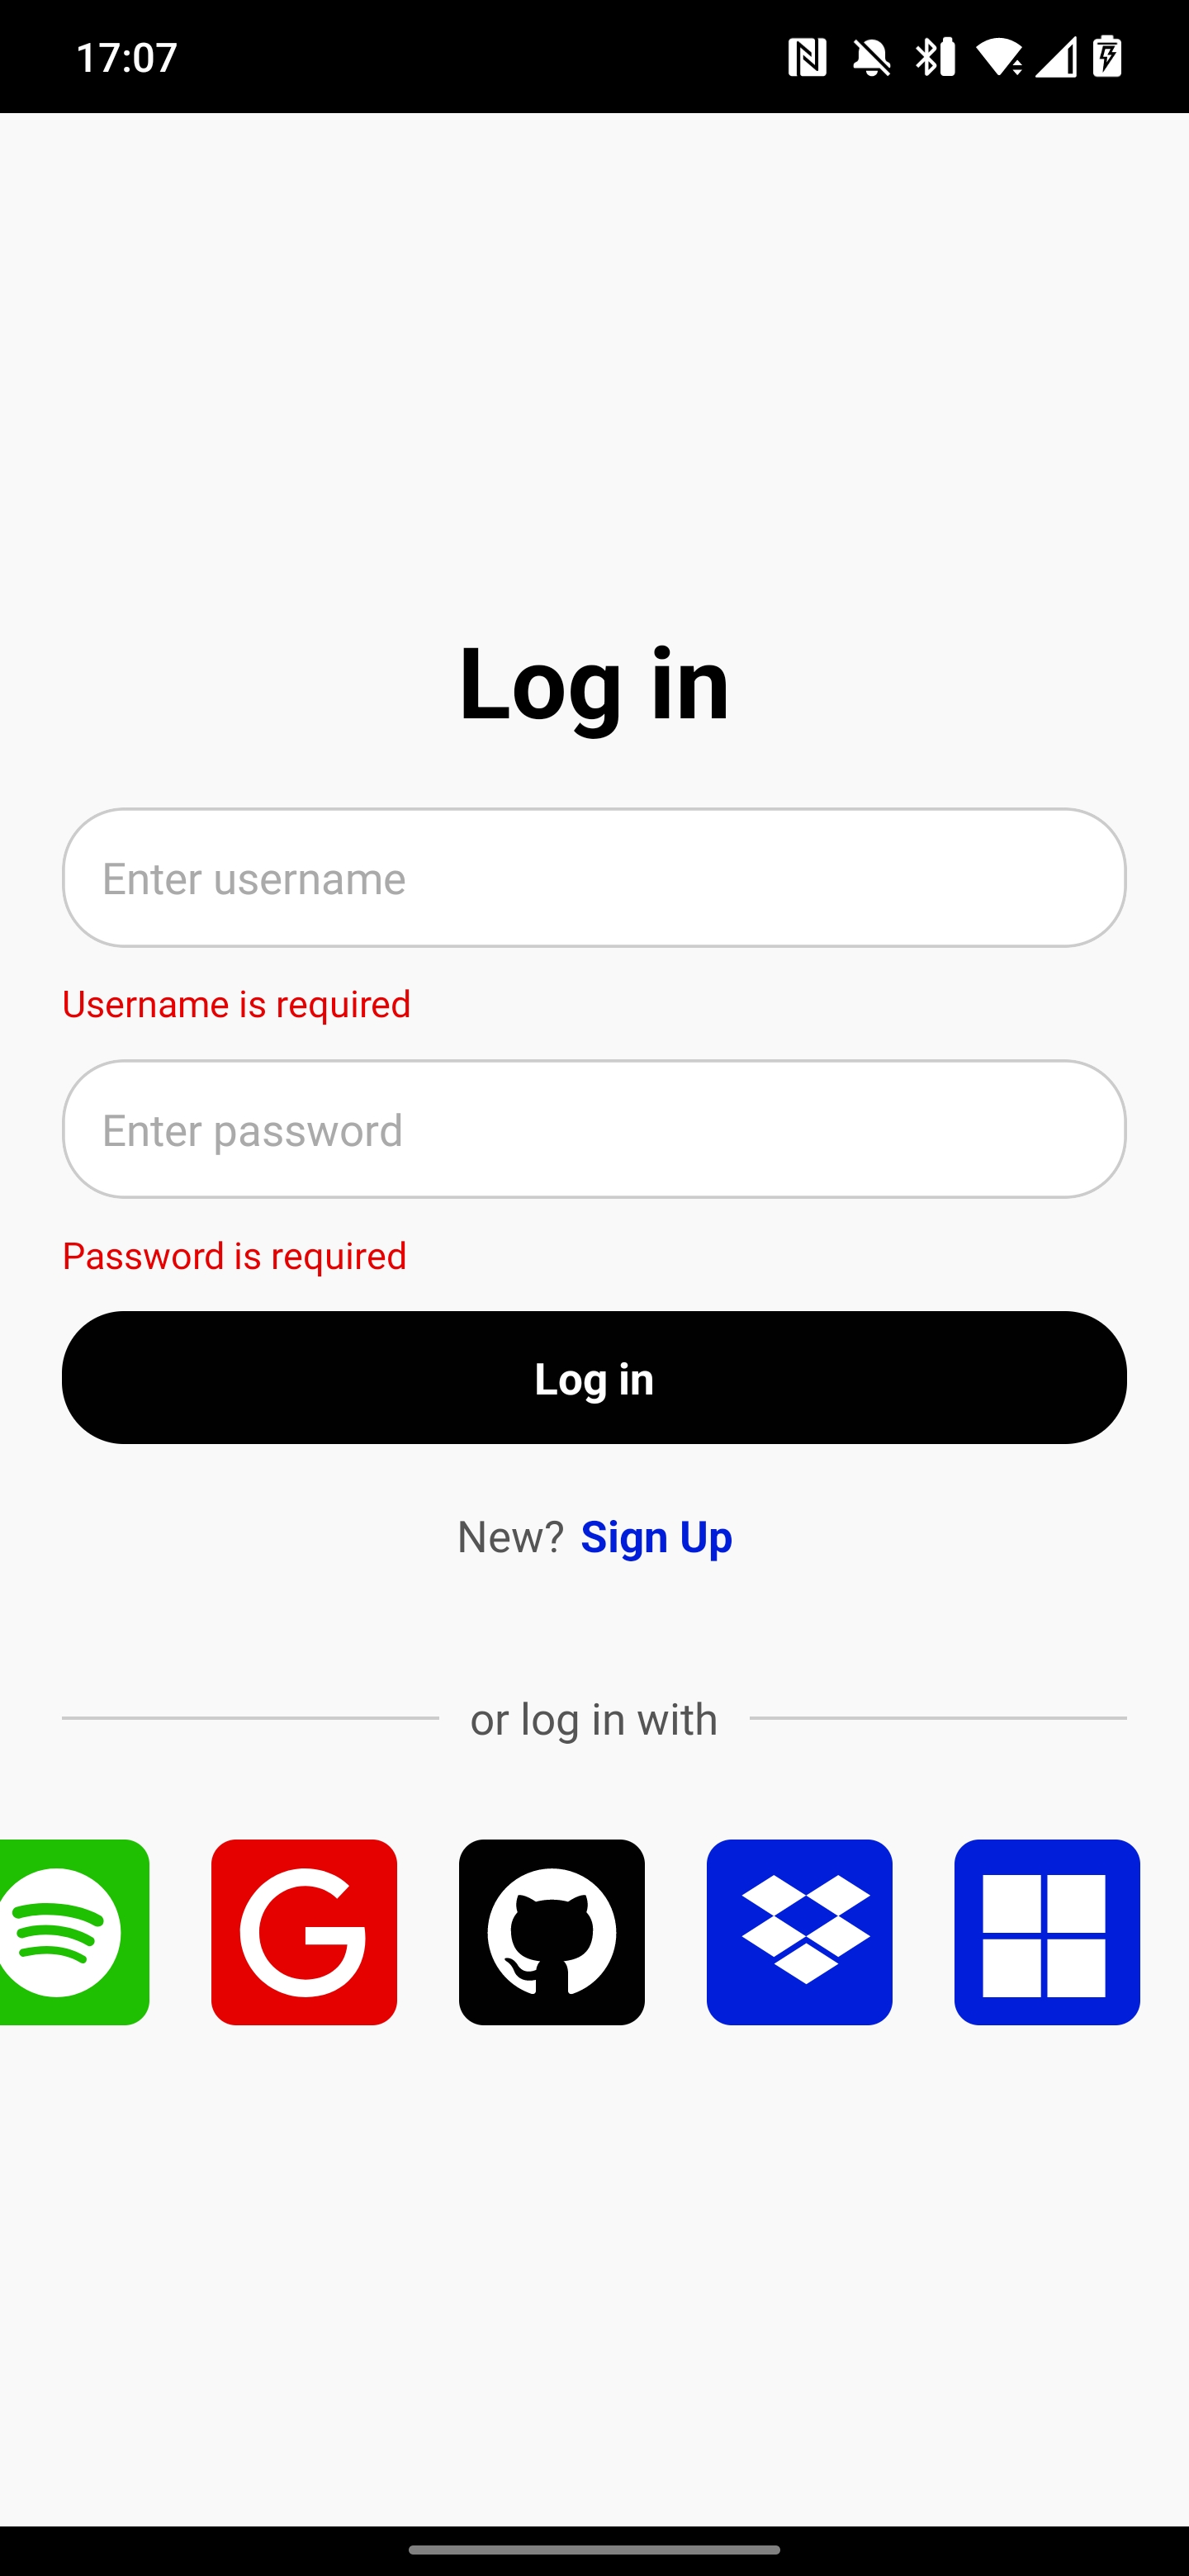 17:07
Log in
Enter username
Username is required
Enter password
Password is required
Log in
New? Sign Up
or log in with